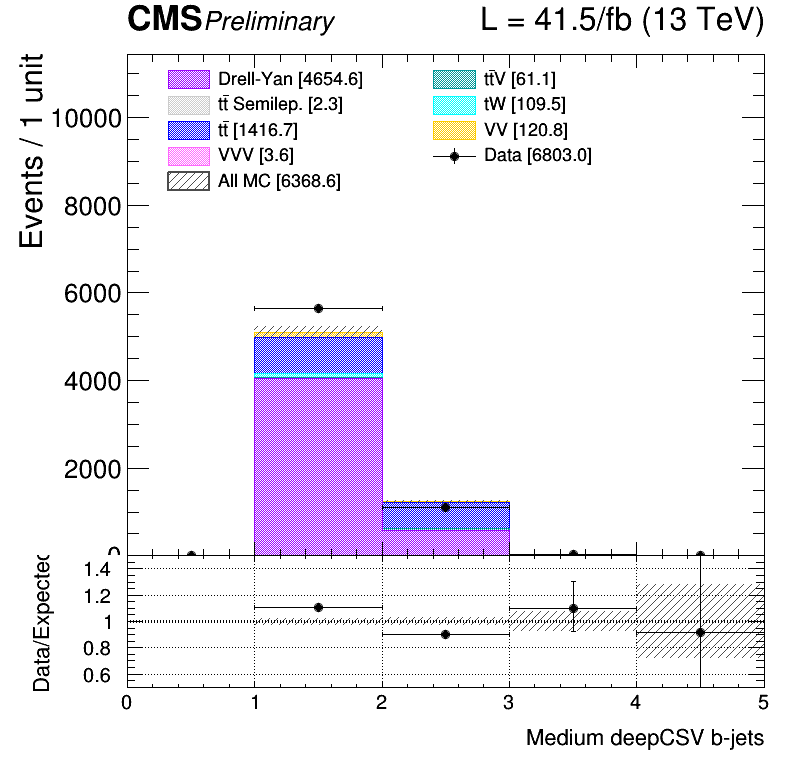 CMS Preliminary L = 41.5/fb (13 TeV)
Events / 1 unit
10000
8000
6000
4000
2000
0
Drell-Yan [4654.6]
tt̄ Semilep. [2.3]
tt̄ [1416.7]
VVV [3.6]
All MC [6368.6]
tt̄V [61.1]
tW [109.5]
VV [120.8]
Data [6803.0]
Data/Expected
1.4
1.2
1
0.8
0.6
0 1 2 3 4 5
Medium deepCSV b-jets